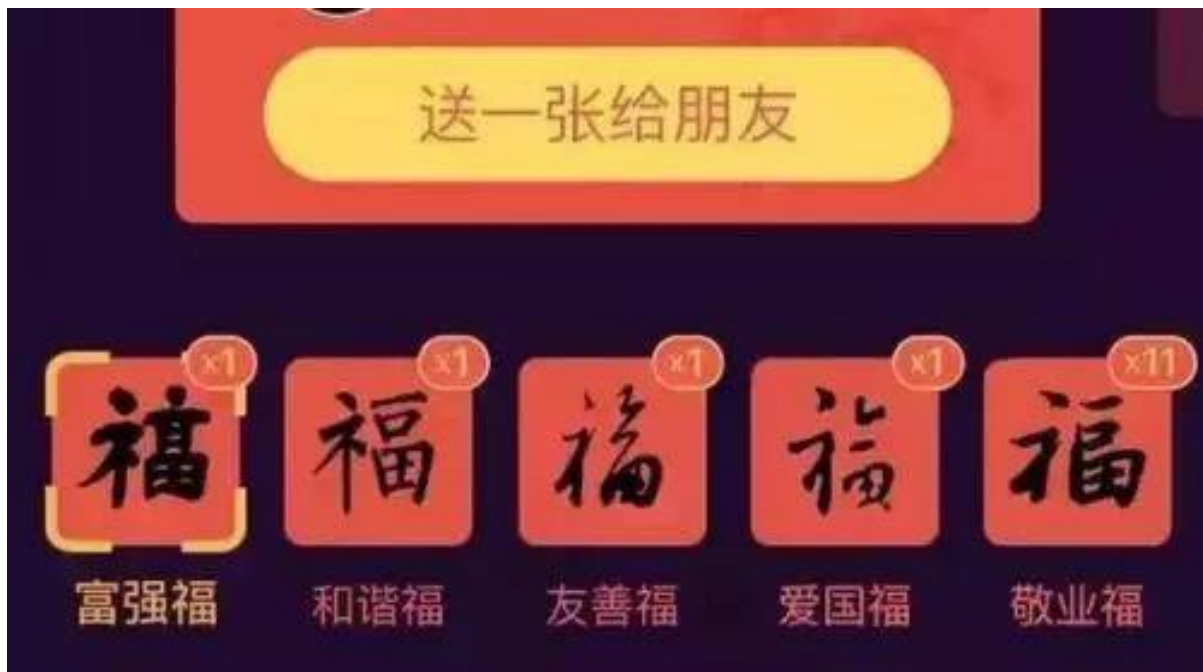 送一张给朋友
x1 x1 x1 x1 x11
福 福 福 福 福
富强福 和谐福 友善福 爱国福 敬业福